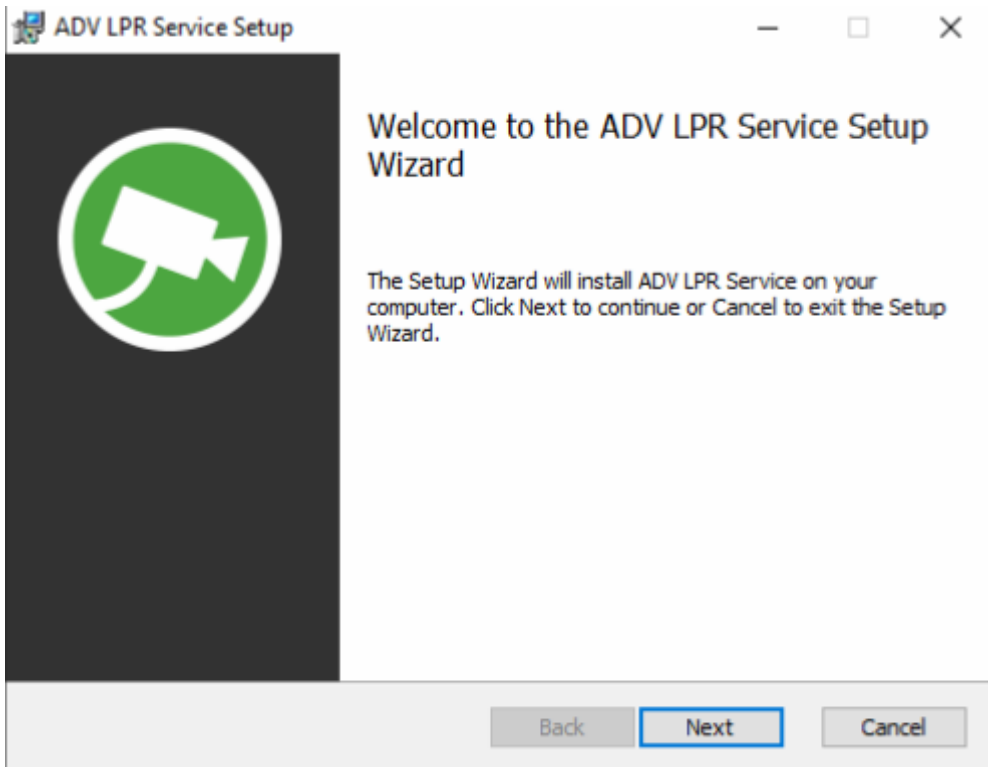 ADV LPR Service Setup
Welcome to the ADV LPR Service Setup
Wizard
The Setup Wizard will install ADV LPR Service on your
computer. Click Next to continue or Cancel to exit the Setup
Wizard.
Back Next Cancel